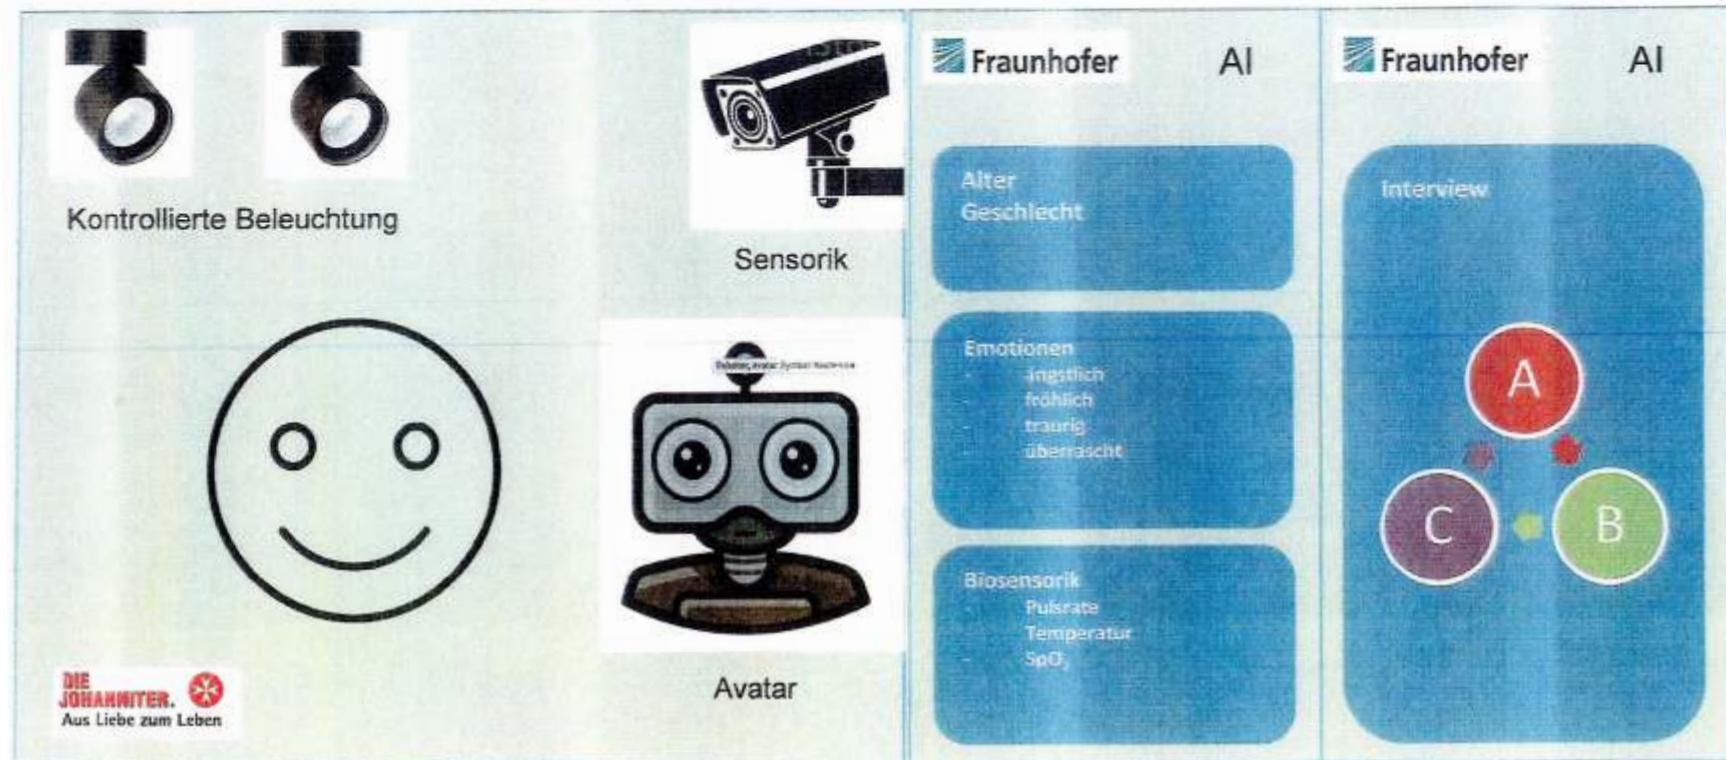 Kontrollierte Beleuchtung
Sensorik
Avatar
DIE
JOHANNITER.
Aus Liebe zum Leben
Fraunhofer
AI
Alter
Geschlecht
Emotionen
- ängstlich
- fröhlich
- traurig
- überrascht
Biosensorik
- Pulsrate
- Temperatur
- SpO₂
Fraunhofer
AI
Interview
A
B
C